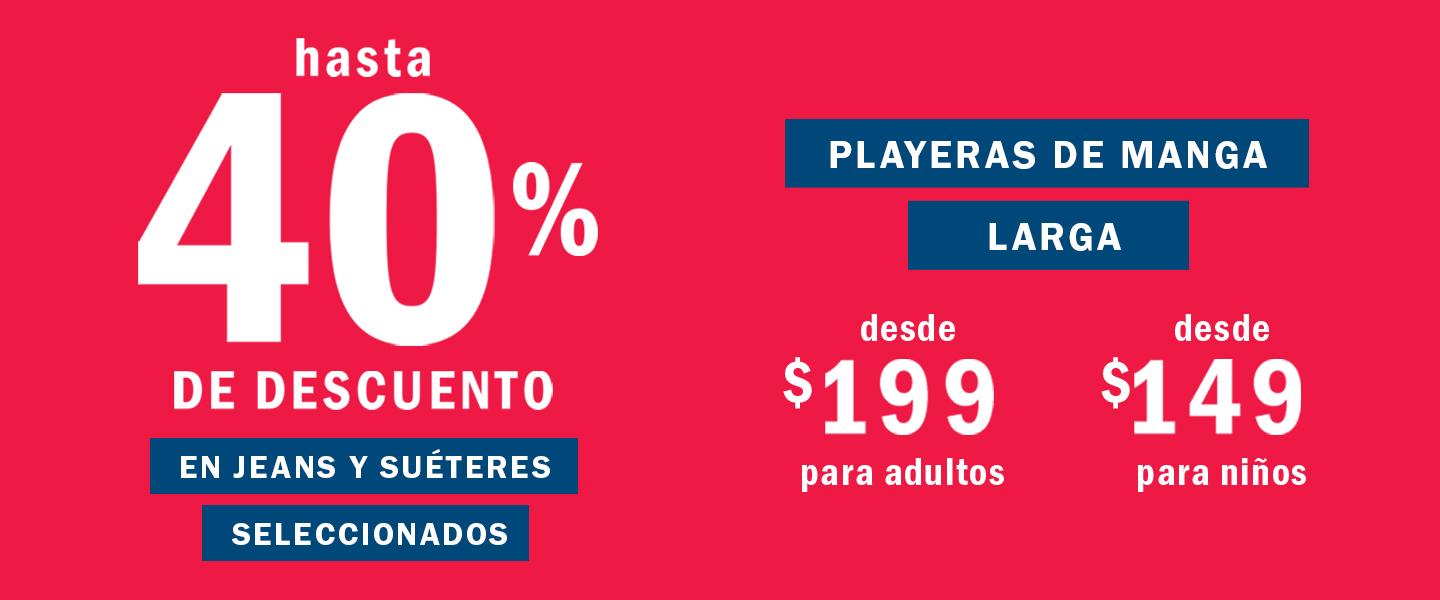 hasta
40%
DE DESCUENTO
EN JEANS Y SUÉTERES
SELECCIONADOS
PLAYERAS DE MANGA
LARGA
desde
$199
para adultos
desde
$149
para niños